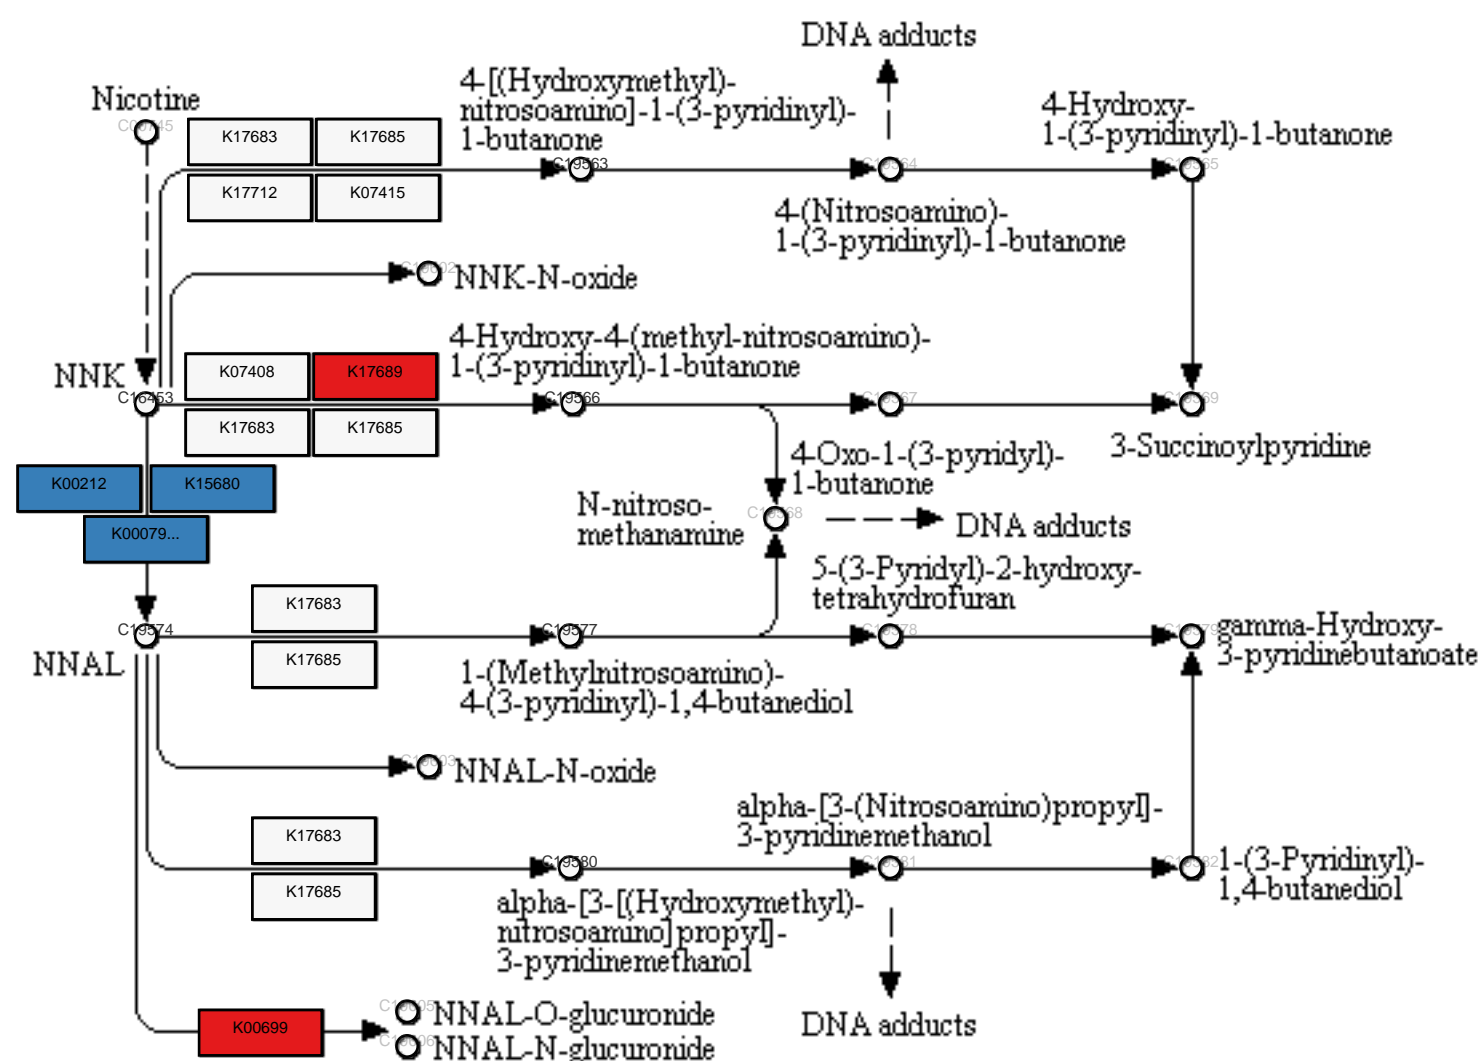 DNA adducts
Nicotine
4-[(Hydroxymethyl)-
nitrosoamino]-1-(3-pyridinyl)-
1-butanone
4-Hydroxy-
1-(3-pyridinyl)-1-butanone
K17683
K17685
C19563
K17712
K07415
4-(Nitrosoamino)-
1-(3-pyridinyl)-1-butanone
NNK-N-oxide
4-Hydroxy-4-(methyl-nitrosoamino)-
1-(3-pyridinyl)-1-butanone
NNK
K07408
K17689
C16453
C19566
K17683
K17685
3-Succinoylpyridine
4-Oxo-1-(3-pyridyl)-
1-butanone
K00212
K15680
N-nitroso-
methanamine
DNA adducts
K00079...
5-(3-Pyridyl)-2-hydroxy-
tetrahydrofuran
K17683
C19574
C19577
gamma-Hydroxy-
3-pyridinebutanoate
NNAL
K17685
1-(Methylnitrosoamino)-
4-(3-pyridinyl)-1,4-butanediol
NNAL-N-oxide
alpha-[3-(Nitrosoamino)propyl]-
3-pyridinemethanol
K17683
C19580
1-(3-Pyridinyl)-
1,4-butanediol
K17685
alpha-[3-[(Hydroxymethyl)-
nitrosoamino]propyl]-
3-pyridinemethanol
K00699
NNAL-O-glucuronide
NNAL-N-glucuronide
DNA adducts